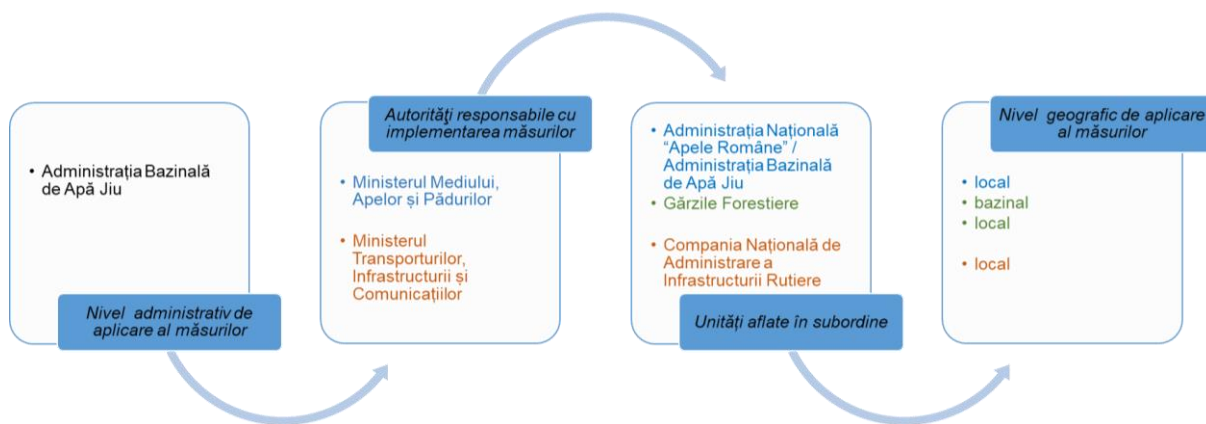 • Administrația Bazinală
de Apă Jiu
Nivel administrativ de
aplicare al măsurilor
Autorităţi responsabile cu
implementarea măsurilor
• Ministerul Mediului,
Apelor și Pădurilor
• Ministerul
Transporturilor,
Infrastructurii și
Comunicațiilor
• Administrația Națională
“Apele Române” /
Administrația Bazinală
de Apă Jiu
• Gărzile Forestiere
• Compania Națională de
Administrare a
Infrastructurii Rutiere
Unități aflate în subordine
Nivel geografic de aplicare
al măsurilor
• local
• bazinal
• local
• local